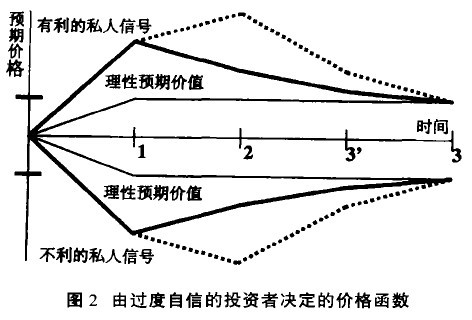 预期价格
有利的私人信号
理性预期价值
时间
1
2
3'
3
理性预期价值
不利的私人信号
图 2 由过度自信的投资者决定的价格函数